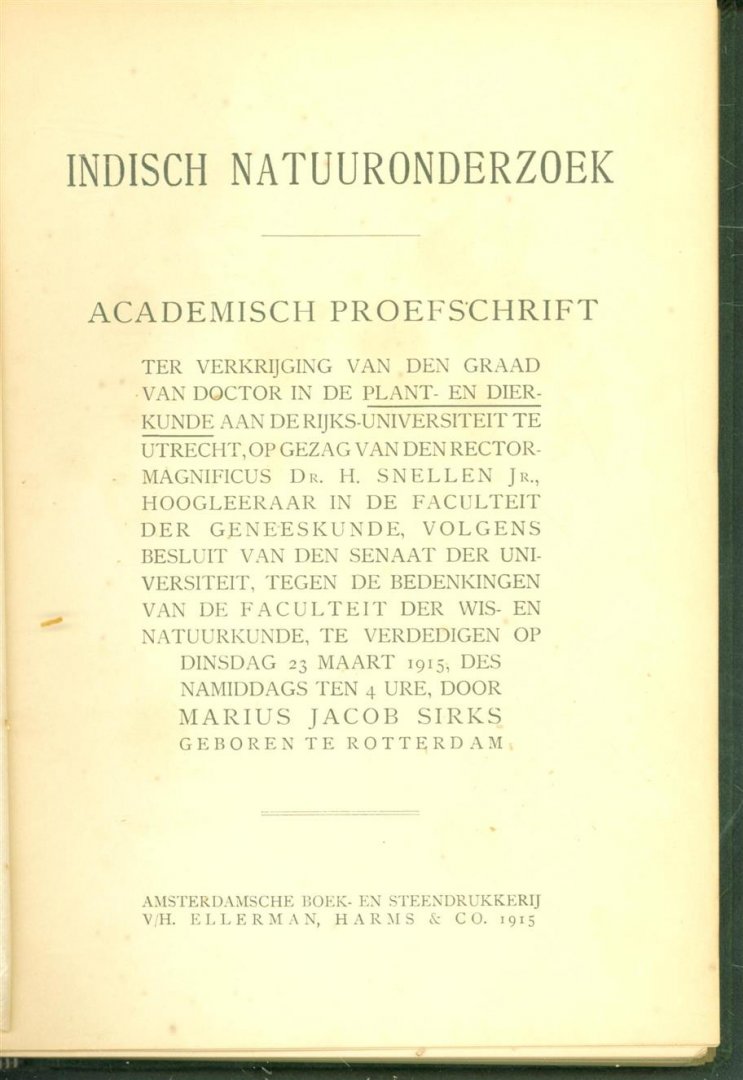 INDISCH NATUURONDERZOEK
ACADEMISCH PROEFSCHRIFT
TER VERKRIJGING VAN DEN GRAAD
VAN DOCTOR IN DE PLANT- EN DIER-
KUNDE AAN DE RIJKS-UNIVERSITEIT TE
UTRECHT, OP GEZAG VAN DEN RECTOR-
MAGNIFICUS DR. H. SNELLEN JR.,
HOOGLEERAAR IN DE FACULTEIT
DER GENEESKUNDE, VOLGENS
BESLUIT VAN DEN SENAAT DER UNI-
VERSITEIT, TEGEN DE BEDENKINGEN
VAN DE FACULTEIT DER WIS- EN
NATUURKUNDE, TE VERDEDIGEN OP
DINSDAG 23 MAART 1915, DES
NAMIDDAGS TEN 4 URE, DOOR
MARIUS JACOB SIRKS
GEBOREN TE ROTTERDAM
AMSTERDAMSCHE BOEK- EN STEENDRUKKERIJ
V/H. ELLERMAN, HARMS & CO. 1915